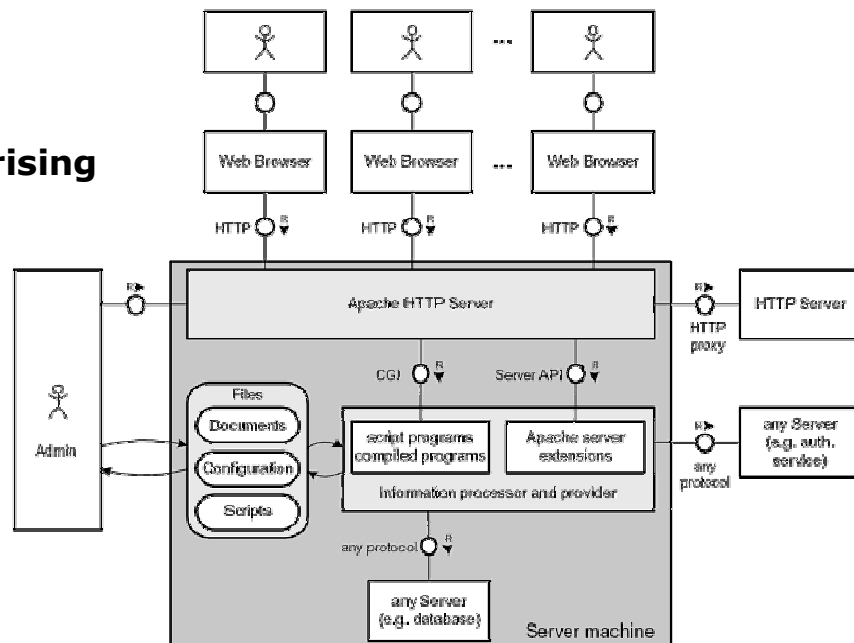 ...
rising
Web Browser
Web Browser
...
Web Browser
HTTP
R
HTTP
R
HTTP
R
R
Apache HTTP Server
R
HTTP Server
HTTP
proxy
CGI
R
Server API
R
Files
Documents
Configuration
Scripts
Admin
script programs
compiled programs
Apache server
extensions
Information processor and provider
R
any Server
(e.g. auth.
service)
any
protocol
any protocol
R
any Server
(e.g. database)
Server machine